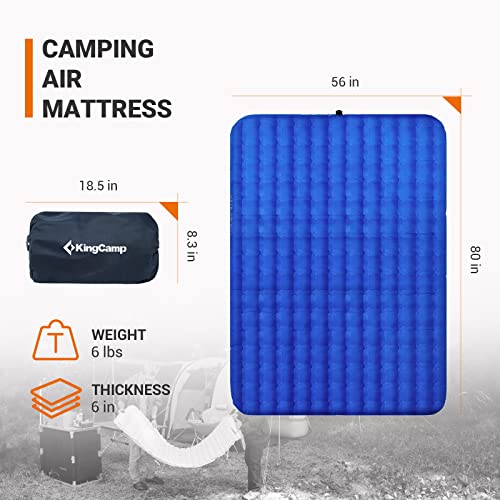 CAMPING
AIR
MATTRESS
56 in
18.5 in
8.3 in
KingCamp
80 in
WEIGHT
6 lbs
THICKNESS
6 in